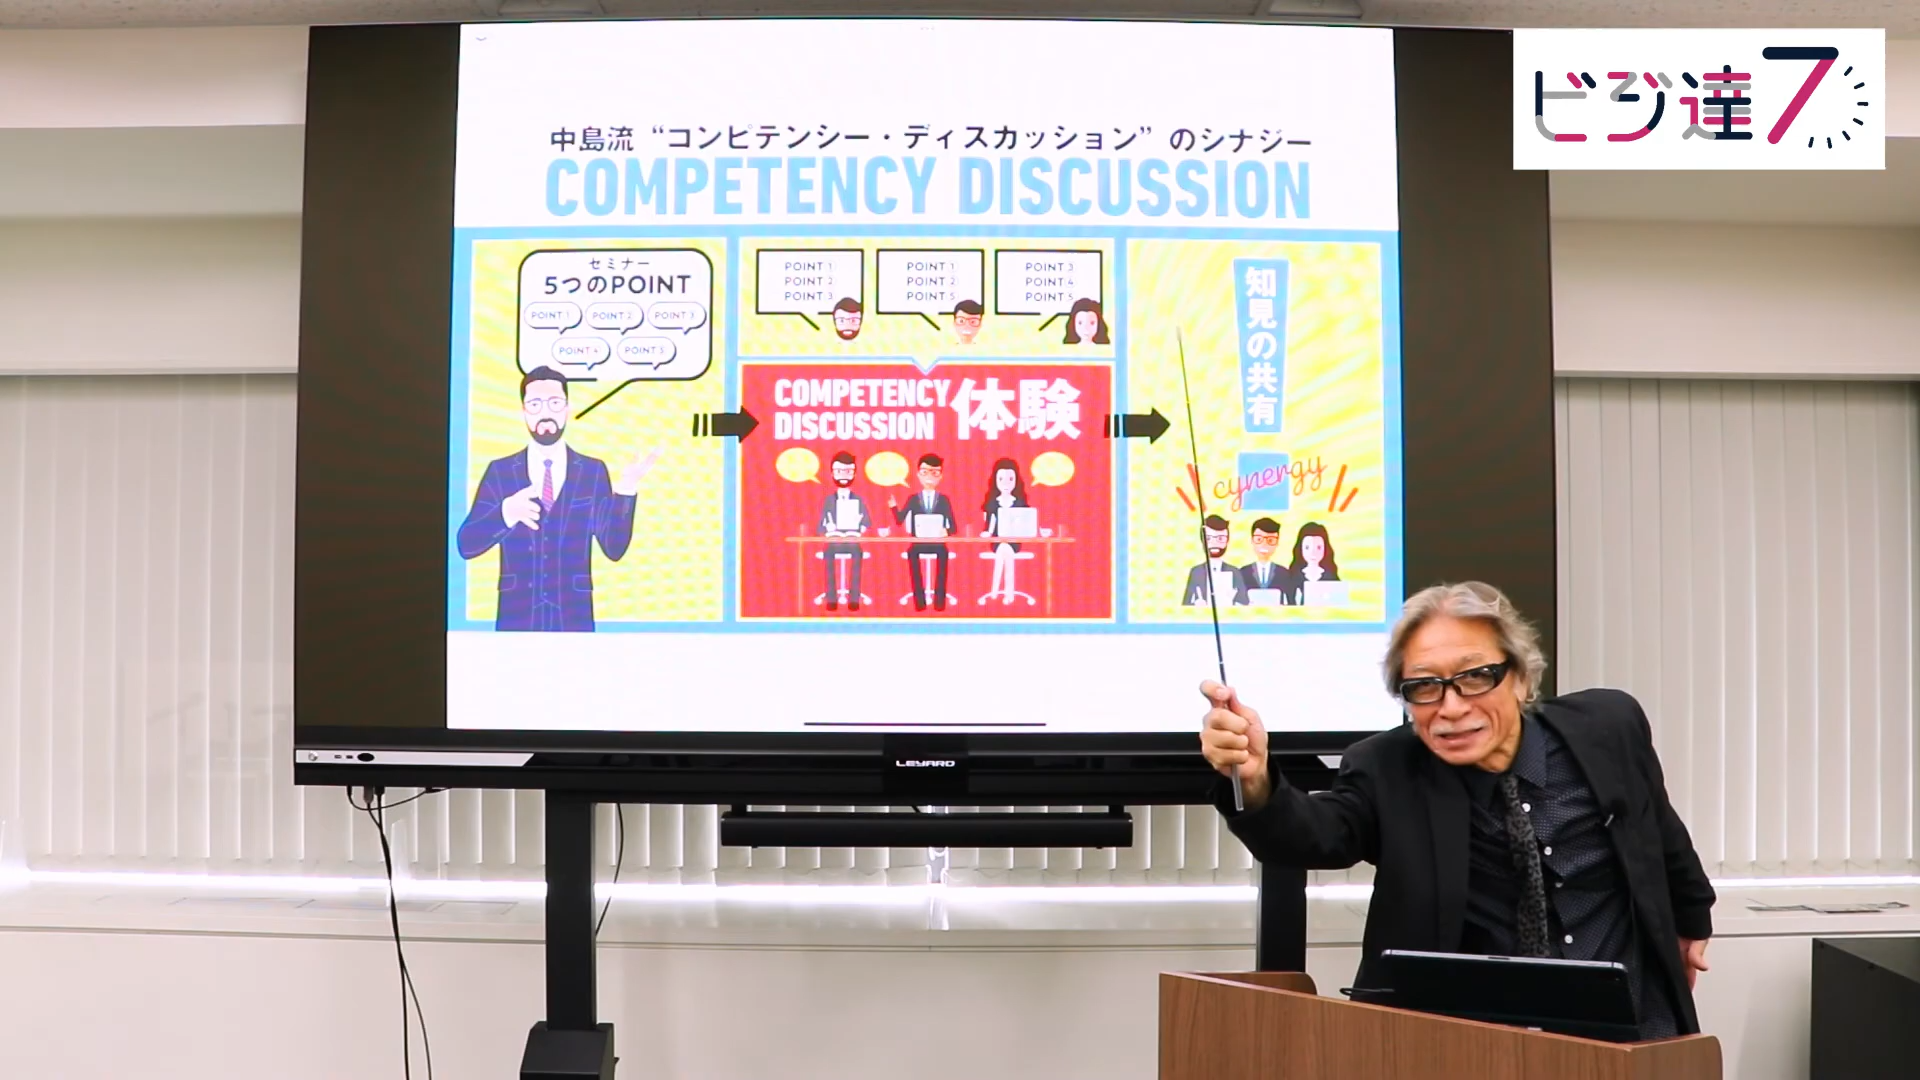 ビジ達7
中島流“コンピテンシー・ディスカッション”のシナジー
COMPETENCY DISCUSSION
セミナー
5つのPOINT
POINT 1
POINT 2
POINT 3
POINT 4
POINT 5
POINT 1
POINT 2
POINT 3
POINT 1
POINT 2
POINT 5
POINT 3
POINT 4
POINT 5
COMPETENCY
DISCUSSION
体験
知見の共有
cynergy
LEYARD